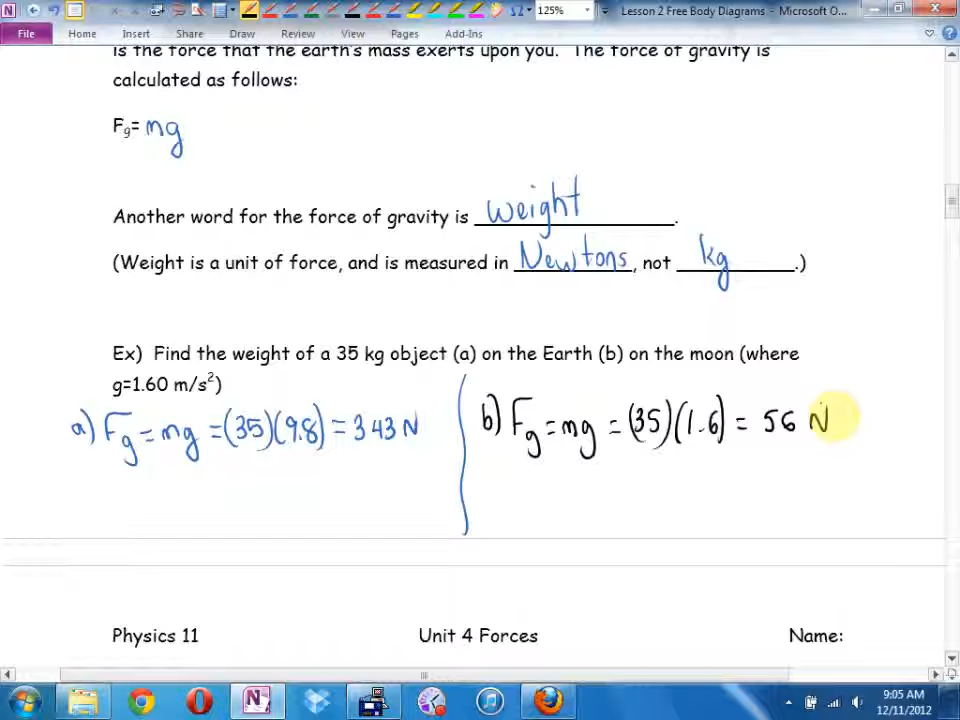 Lesson 2 Free Body Diagrams - Microsoft O...
125%
File Home Insert Share Draw Review View Pages Add-Ins
is the force that the earth's mass exerts upon you. The force of gravity is
calculated as follows:
Fg= mg
Another word for the force of gravity is weight.
(Weight is a unit of force, and is measured in Newtons, not kg.)
Ex) Find the weight of a 35 kg object (a) on the Earth (b) on the moon (where
g=1.60 m/s²)
a) Fg = mg = (35)(9.8) = 343 N
b) Fg = mg = (35)(1.6) = 56 N
Physics 11 Unit 4 Forces Name:
9:05 AM
12/11/2012